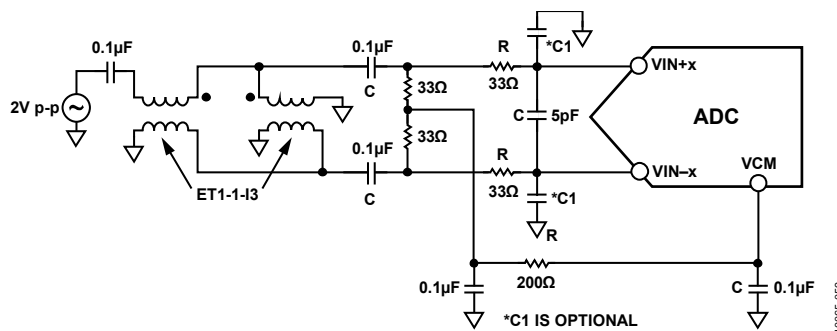 0.1µF
2V p-p
ET1-1-I3
0.1µF
C
33Ω
33Ω
0.1µF
C
R
33Ω
*C1
C
5pF
R
33Ω
*C1
R
VIN+x
ADC
VIN–x
VCM
0.1µF
200Ω
C
0.1µF
*C1 IS OPTIONAL